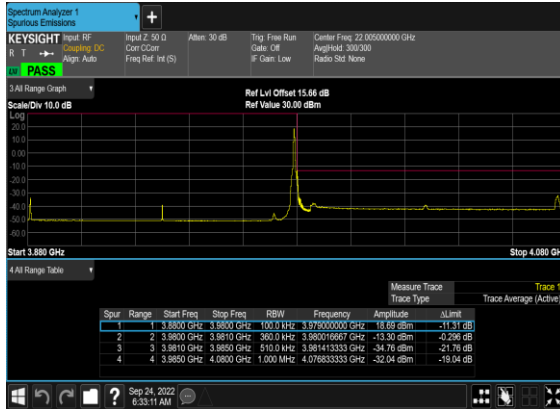 Spectrum Analyzer 1
Spurious Emissions
+
KEYSIGHT Input: RF Input Z: 50 Ω Atten: 30 dB Trig: Free Run Center Freq: 22.005000000 GHz
R T Coupling: DC Corr CCorr Gate: Off Avg|Hold: 300/300
Align: Auto Freq Ref: Int (S) IF Gain: Low Radio Std: None
PASS
3 All Range Graph Ref Lvl Offset 15.66 dB
Scale/Div 10.0 dB Ref Value 30.00 dBm
Log
20.0
10.0
0.00
-10.0
-20.0
-30.0
-40.0
-50.0
-60.0
Start 3.880 GHz Stop 4.080 GH
4 All Range Table
Measure Trace Trace 1
Trace Type Trace Average (Active)
Spur Range Start Freq Stop Freq RBW Frequency Amplitude ΔLimit
1 1 3.8800 GHz 3.9800 GHz 100.0 kHz 3.979000000 GHz 18.69 dBm -11.31 dB
2 2 3.9800 GHz 3.9810 GHz 360.0 kHz 3.980016667 GHz -13.30 dBm -0.296 dB
3 3 3.9810 GHz 3.9850 GHz 510.0 kHz 3.981413333 GHz -34.76 dBm -21.76 dB
4 4 3.9850 GHz 4.0800 GHz 1.000 MHz 4.076833333 GHz -32.04 dBm -19.04 dB
? Sep 24, 2022
6:33:11 AM